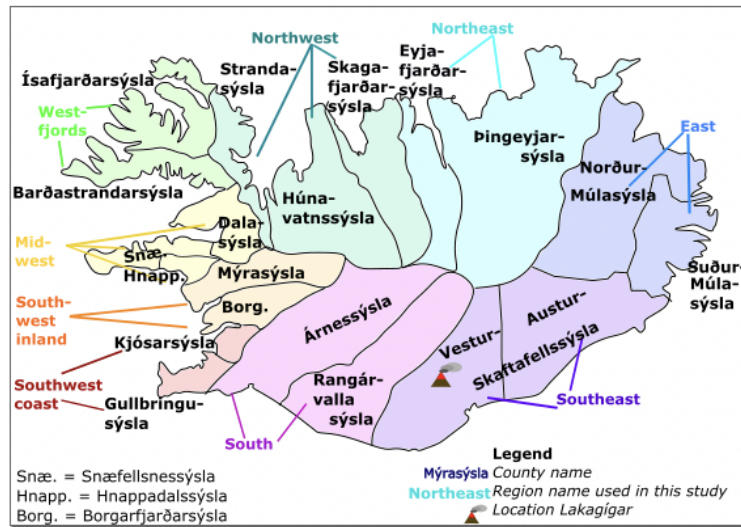 Northwest
Northeast
Ísafjarðarsýsla
Stranda-
sýsla
Skaga-
fjarðar-
sýsla
Eyja-
fjarðar-
sýsla
West-
fjords
Þingeyjar-
sýsla
Norður-
Múlasýsla
East
Barðastrandarsýsla
Húna-
vatnssýsla
Dala-
sýsla
Mid-
west
Snæ.
Hnapp.
Mýrasýsla
Suður-
Múla-
sýsla
South-
west
inland
Borg.
Árnessýsla
Vestur-
Austur-
Skaftafellssýsla
Kjósarsýsla
Southwest
coast
Gullbringu-
sýsla
Rangár-
valla
sýsla
South
Southeast
Legend
Mýrasýsla County name
Northeast Region name used in this study
Location Lakagígar
Snæ. = Snæfellsnessýsla
Hnapp. = Hnappadalssýsla
Borg. = Borgarfjarðarsýsla